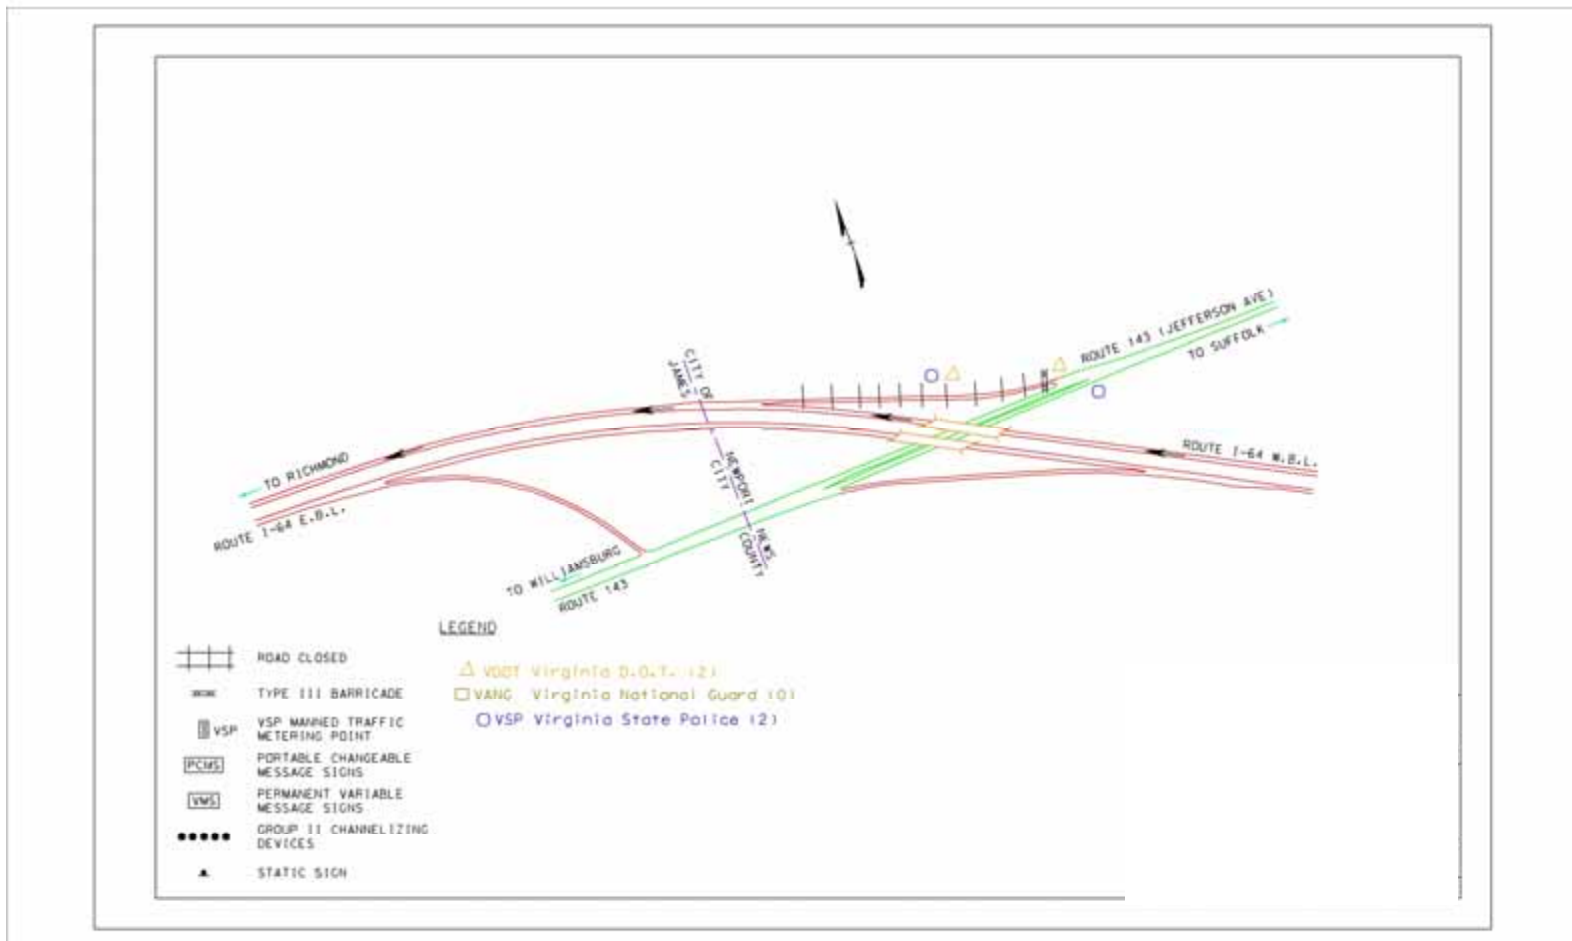 ROUTE 143 (JEFFERSON AVE)
TO SUFFOLK
CITY OF
JAMES
ROUTE I-64 W.B.L.
TO RICHMOND
NEWPORT
CITY
ROUTE I-64 E.B.L.
NEWS
COUNTY
TO WILLIAMSBURG
ROUTE 143
LEGEND
ROAD CLOSED
TYPE III BARRICADE
VSP
VSP MANNED TRAFFIC
METERING POINT
PCMS
PORTABLE CHANGEABLE
MESSAGE SIGNS
VMS
PERMANENT VARIABLE
MESSAGE SIGNS
GROUP II CHANNELIZING
DEVICES
STATIC SIGN
VDOT Virginia D.O.T. (2)
VANG Virginia National Guard (0)
VSP Virginia State Police (2)